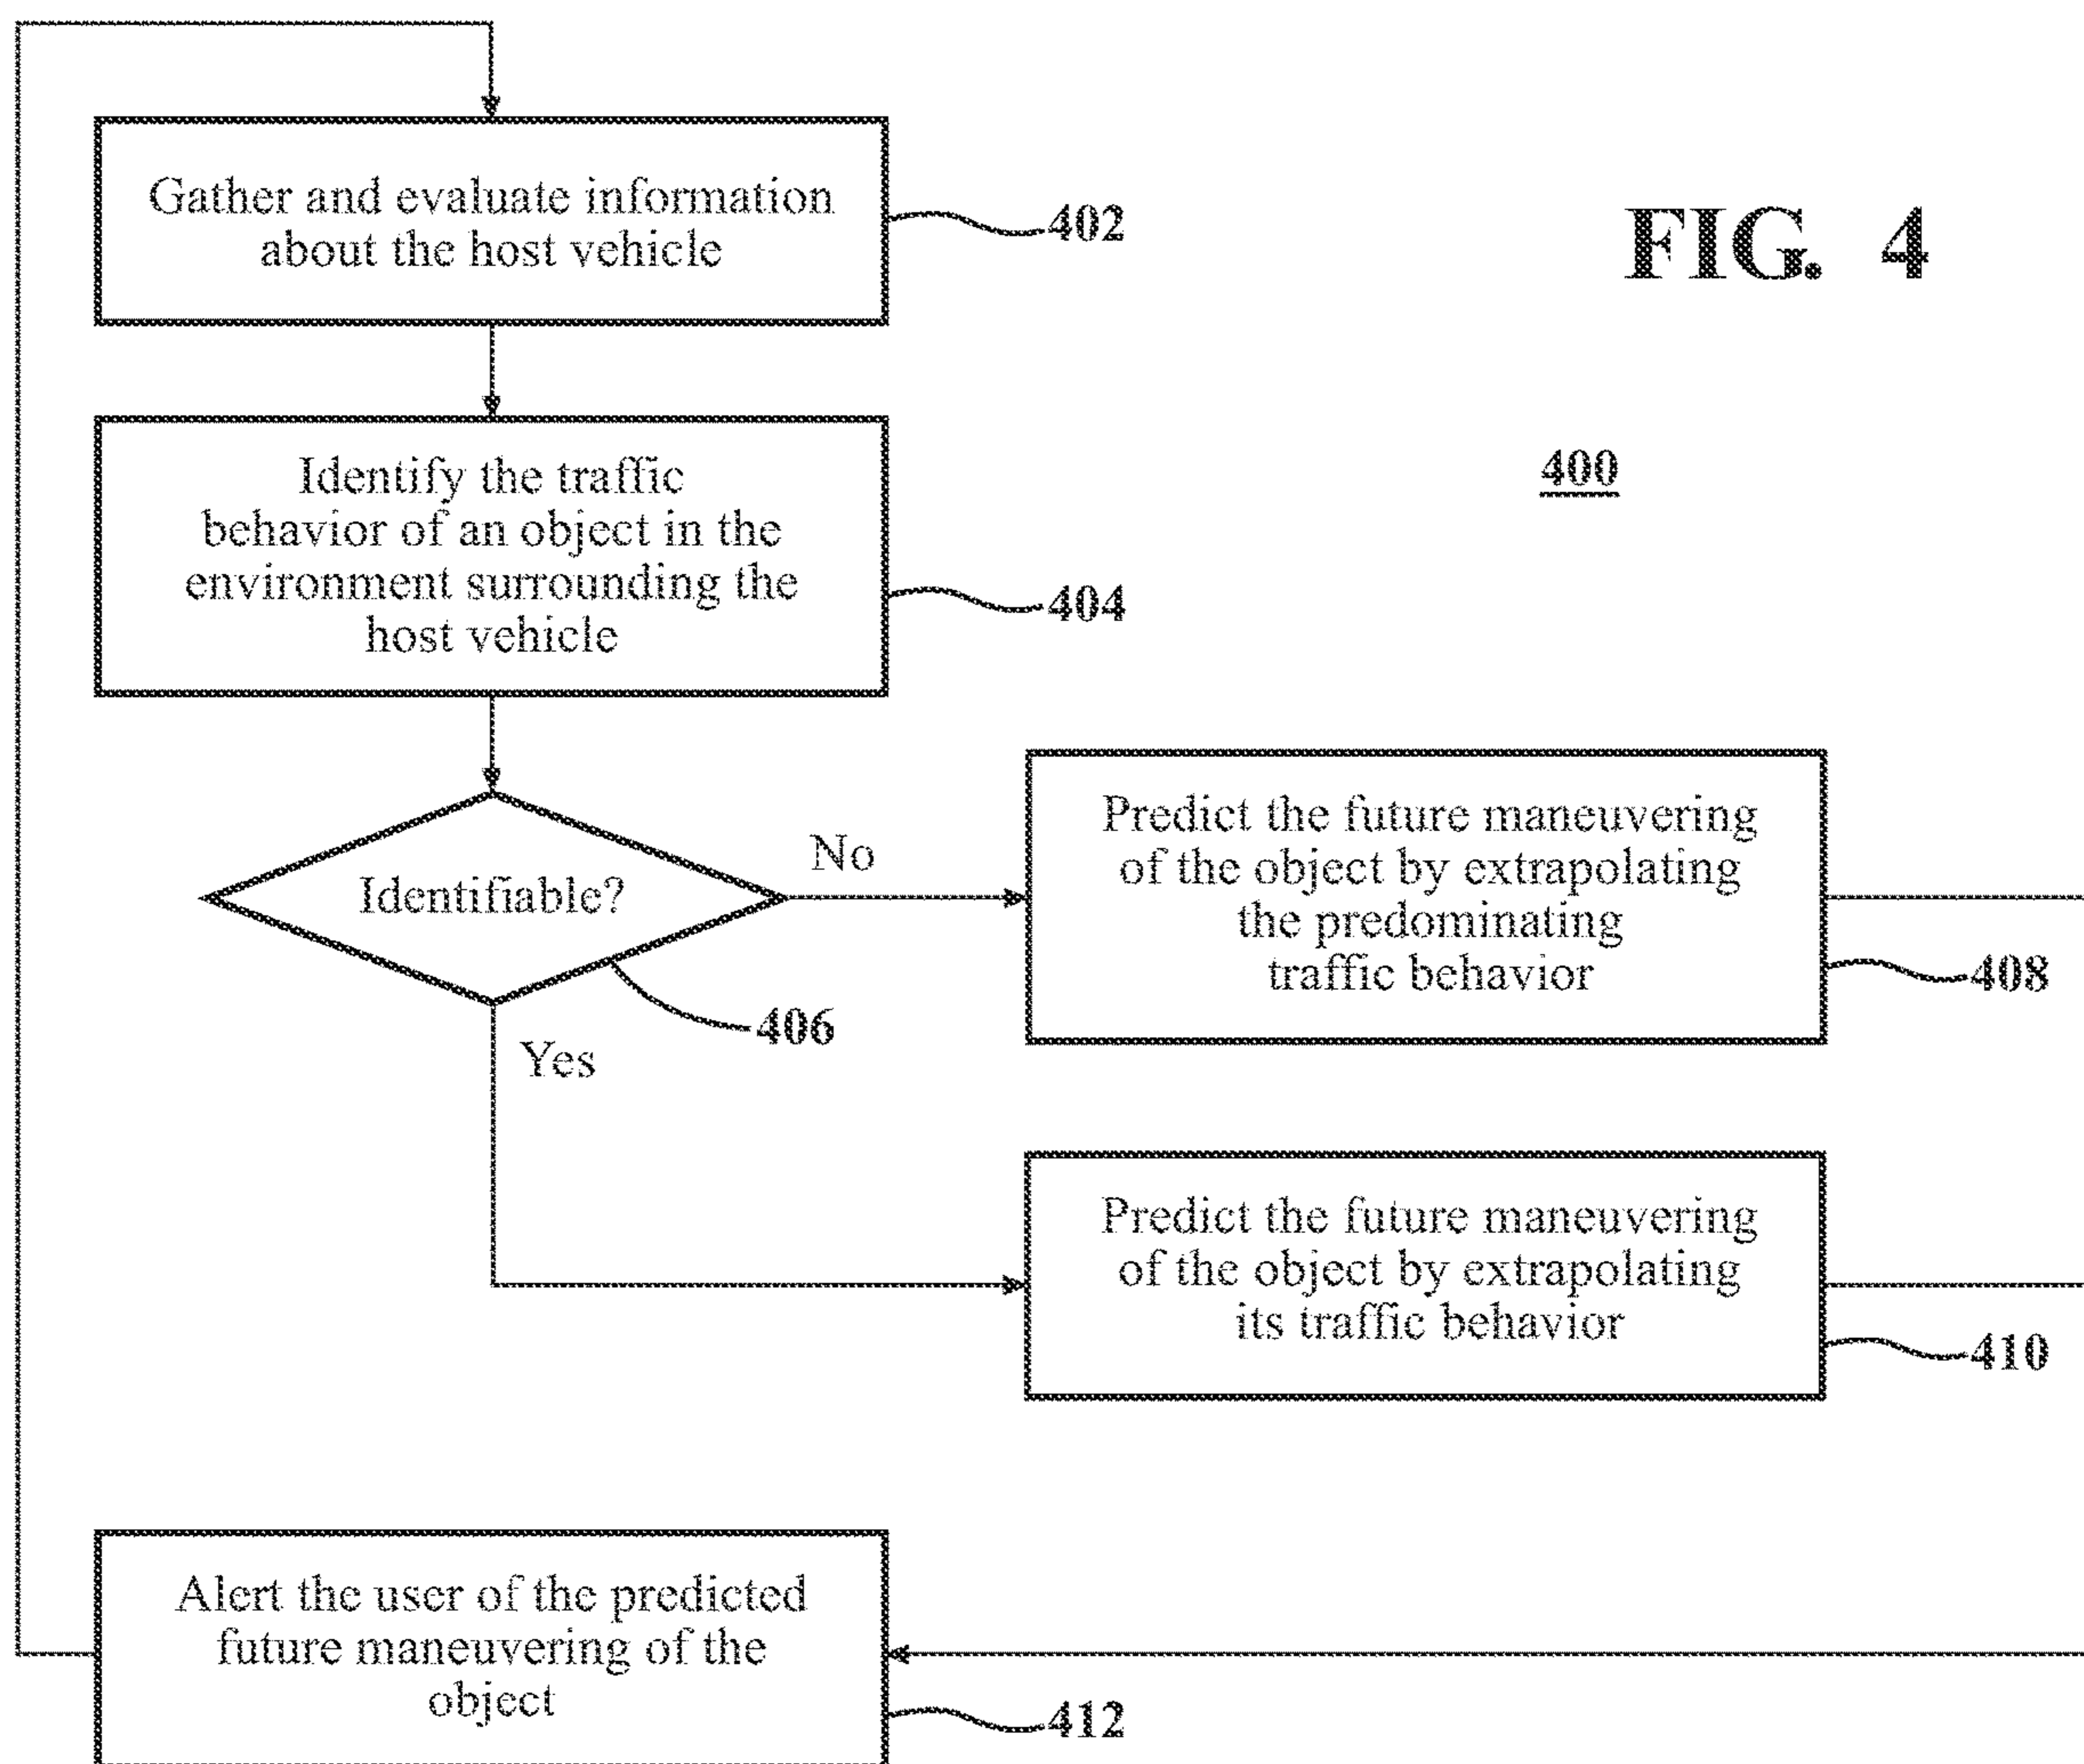 Gather and evaluate information
about the host vehicle
402
FIG. 4
Identify the traffic
behavior of an object in the
environment surrounding the
host vehicle
404
400
Identifiable?
No
406
Yes
Predict the future maneuvering
of the object by extrapolating
the predominating
traffic behavior
408
Predict the future maneuvering
of the object by extrapolating
its traffic behavior
410
Alert the user of the predicted
future maneuvering of the
object
412